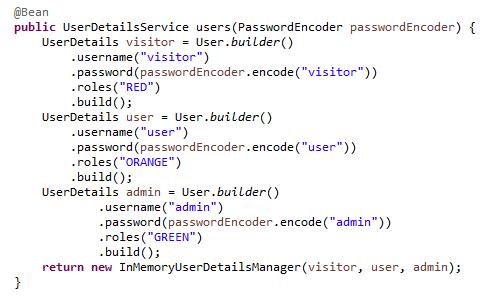 @Bean
public UserDetailsService users(PasswordEncoder passwordEncoder) {
    UserDetails visitor = User.builder()
        .username("visitor")
        .password(passwordEncoder.encode("visitor"))
        .roles("RED")
        .build();
    UserDetails user = User.builder()
        .username("user")
        .password(passwordEncoder.encode("user"))
        .roles("ORANGE")
        .build();
    UserDetails admin = User.builder()
            .username("admin")
            .password(passwordEncoder.encode("admin"))
            .roles("GREEN")
            .build();
    return new InMemoryUserDetailsManager(visitor, user, admin);
}